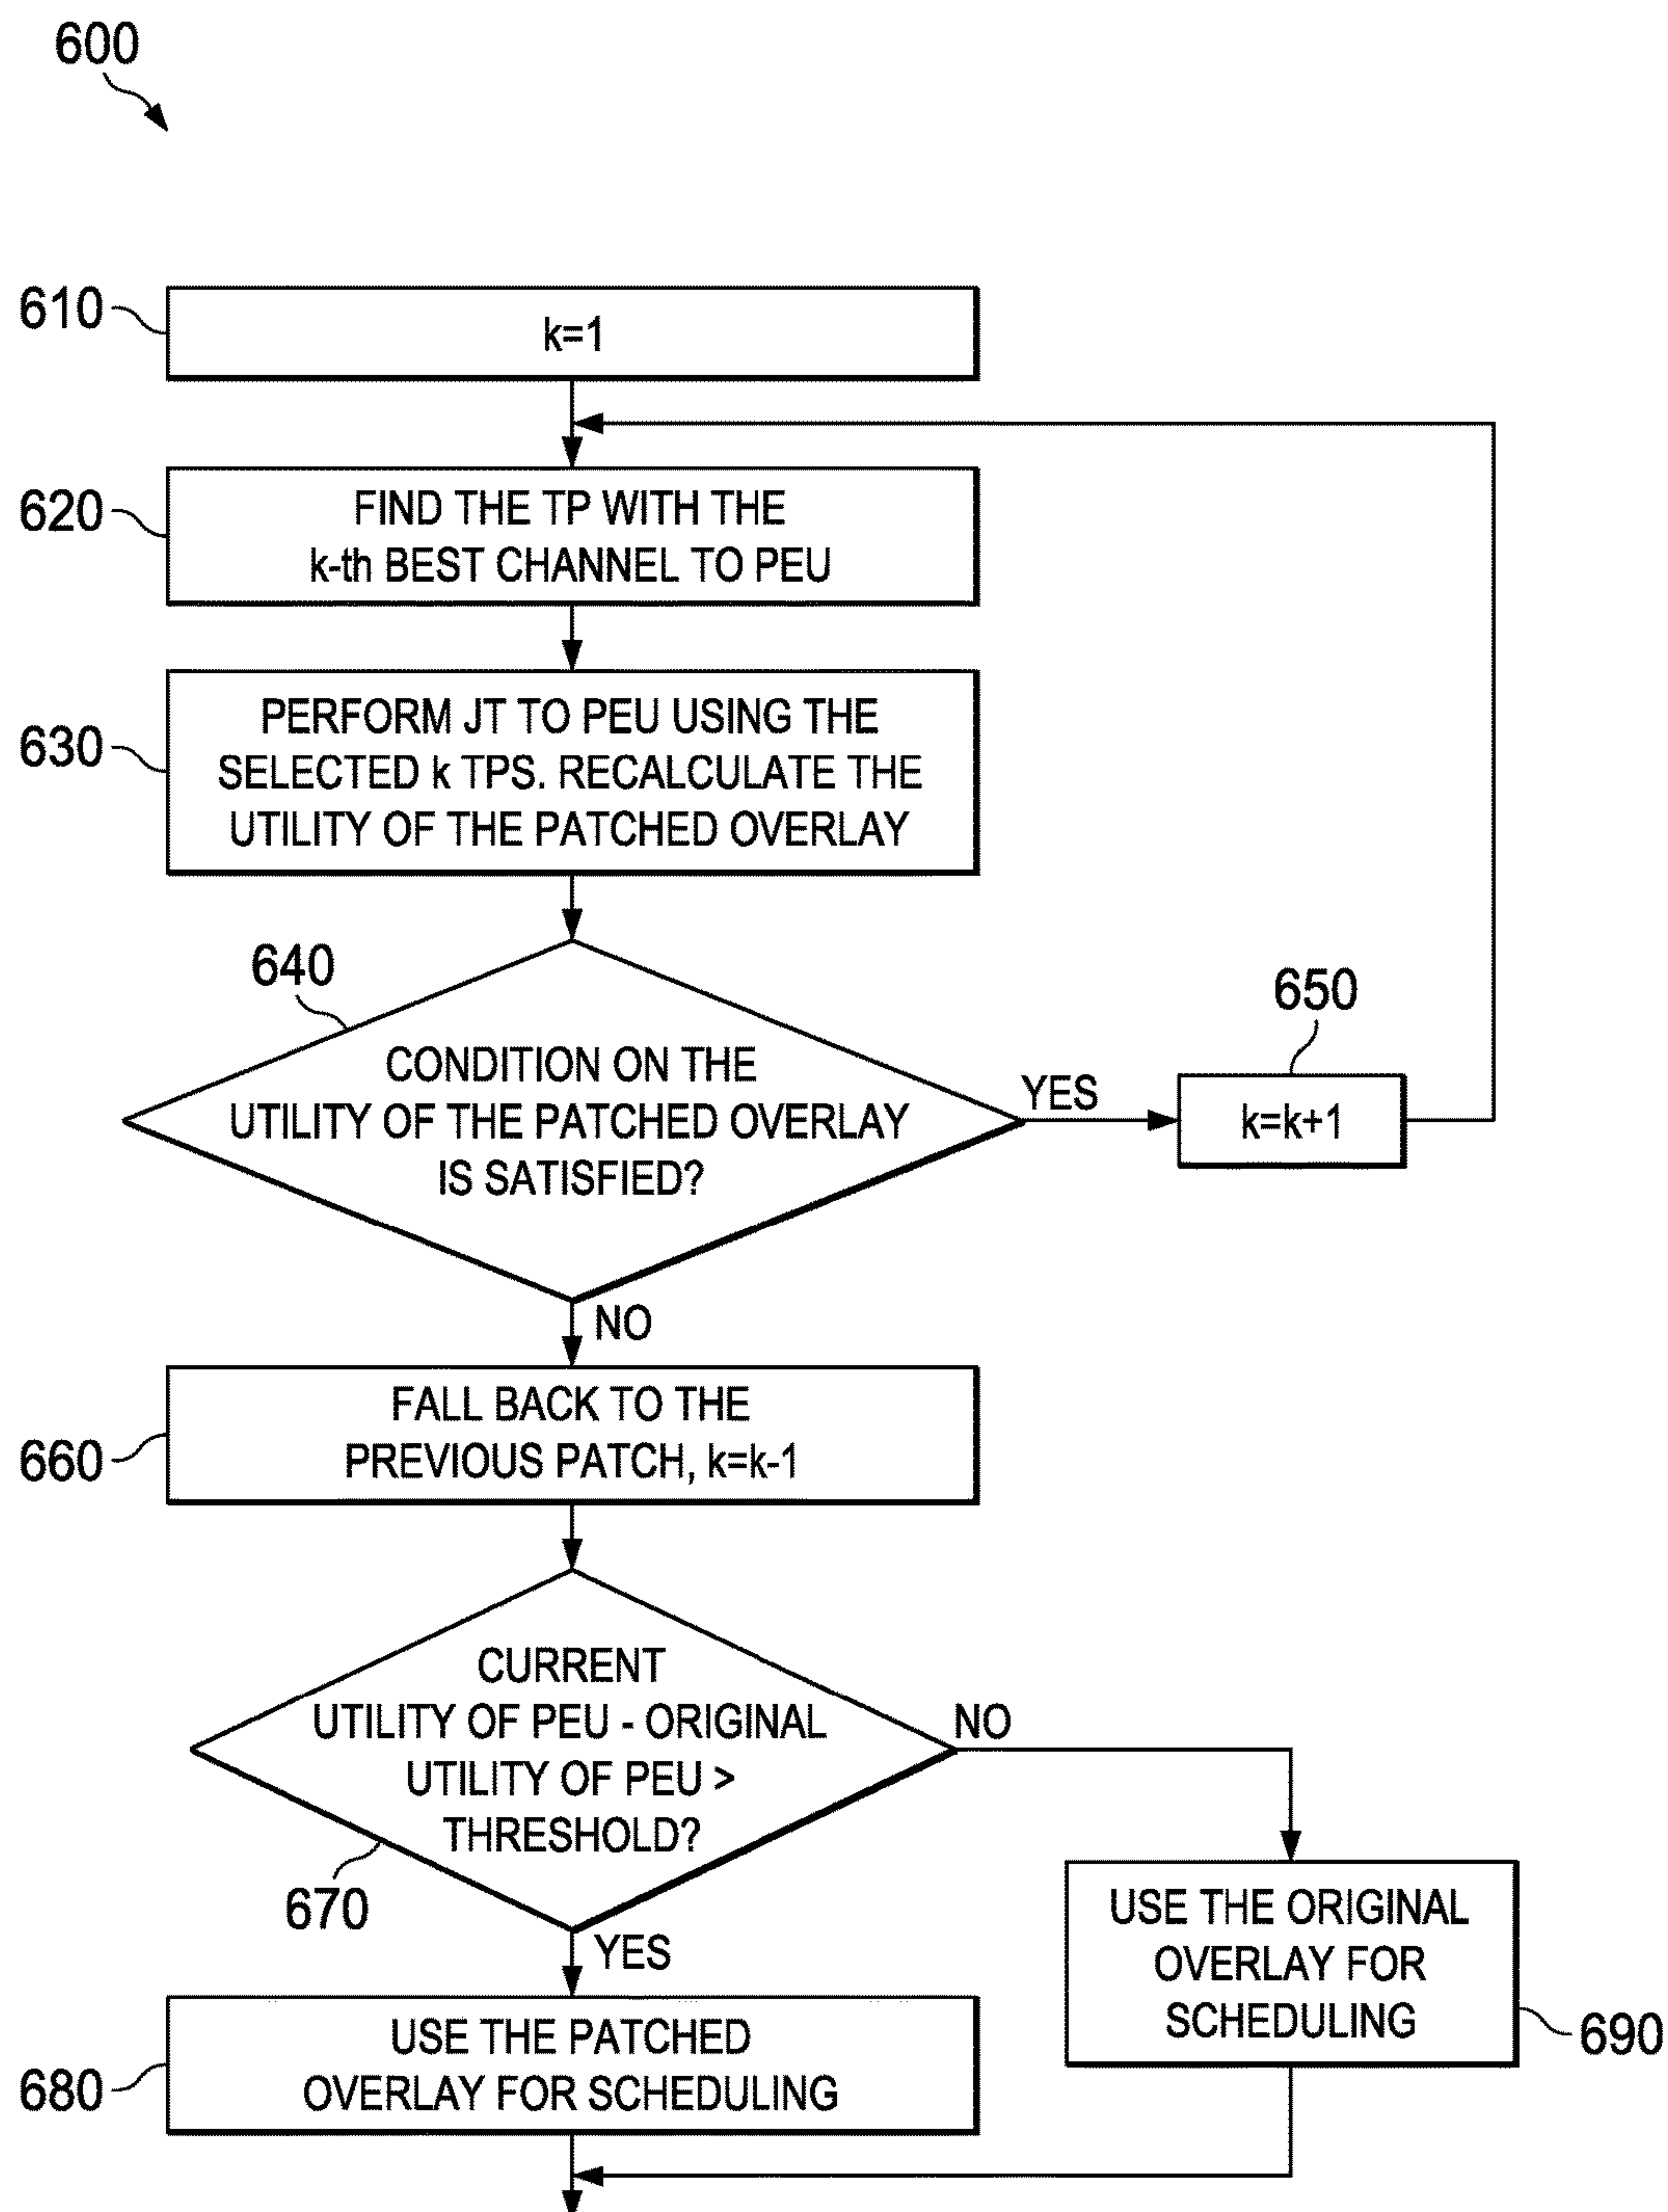 600
610
k=1
620
FIND THE TP WITH THE
k-th BEST CHANNEL TO PEU
630
PERFORM JT TO PEU USING THE
SELECTED k TPS. RECALCULATE THE
UTILITY OF THE PATCHED OVERLAY
640
CONDITION ON THE
UTILITY OF THE PATCHED OVERLAY
IS SATISFIED?
YES
650
k=k+1
NO
660
FALL BACK TO THE
PREVIOUS PATCH, k=k-1
CURRENT
UTILITY OF PEU - ORIGINAL
UTILITY OF PEU >
THRESHOLD?
670
NO
YES
680
USE THE PATCHED
OVERLAY FOR SCHEDULING
USE THE ORIGINAL
OVERLAY FOR
SCHEDULING
690